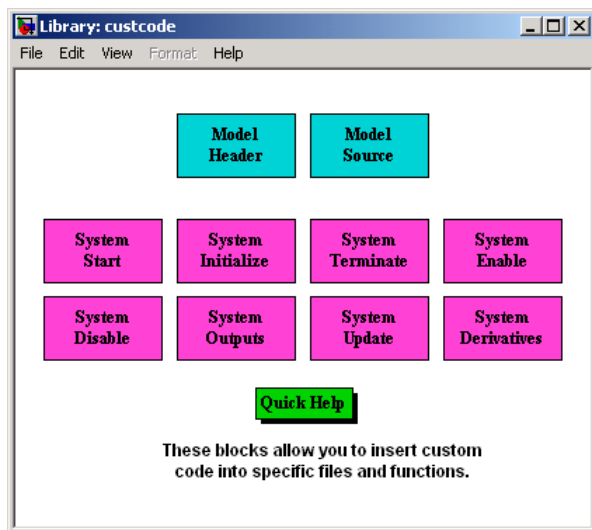 Library: custcode
File Edit View Format Help
Model Header
Model Source
System Start
System Initialize
System Terminate
System Enable
System Disable
System Outputs
System Update
System Derivatives
Quick Help
These blocks allow you to insert custom
code into specific files and functions.